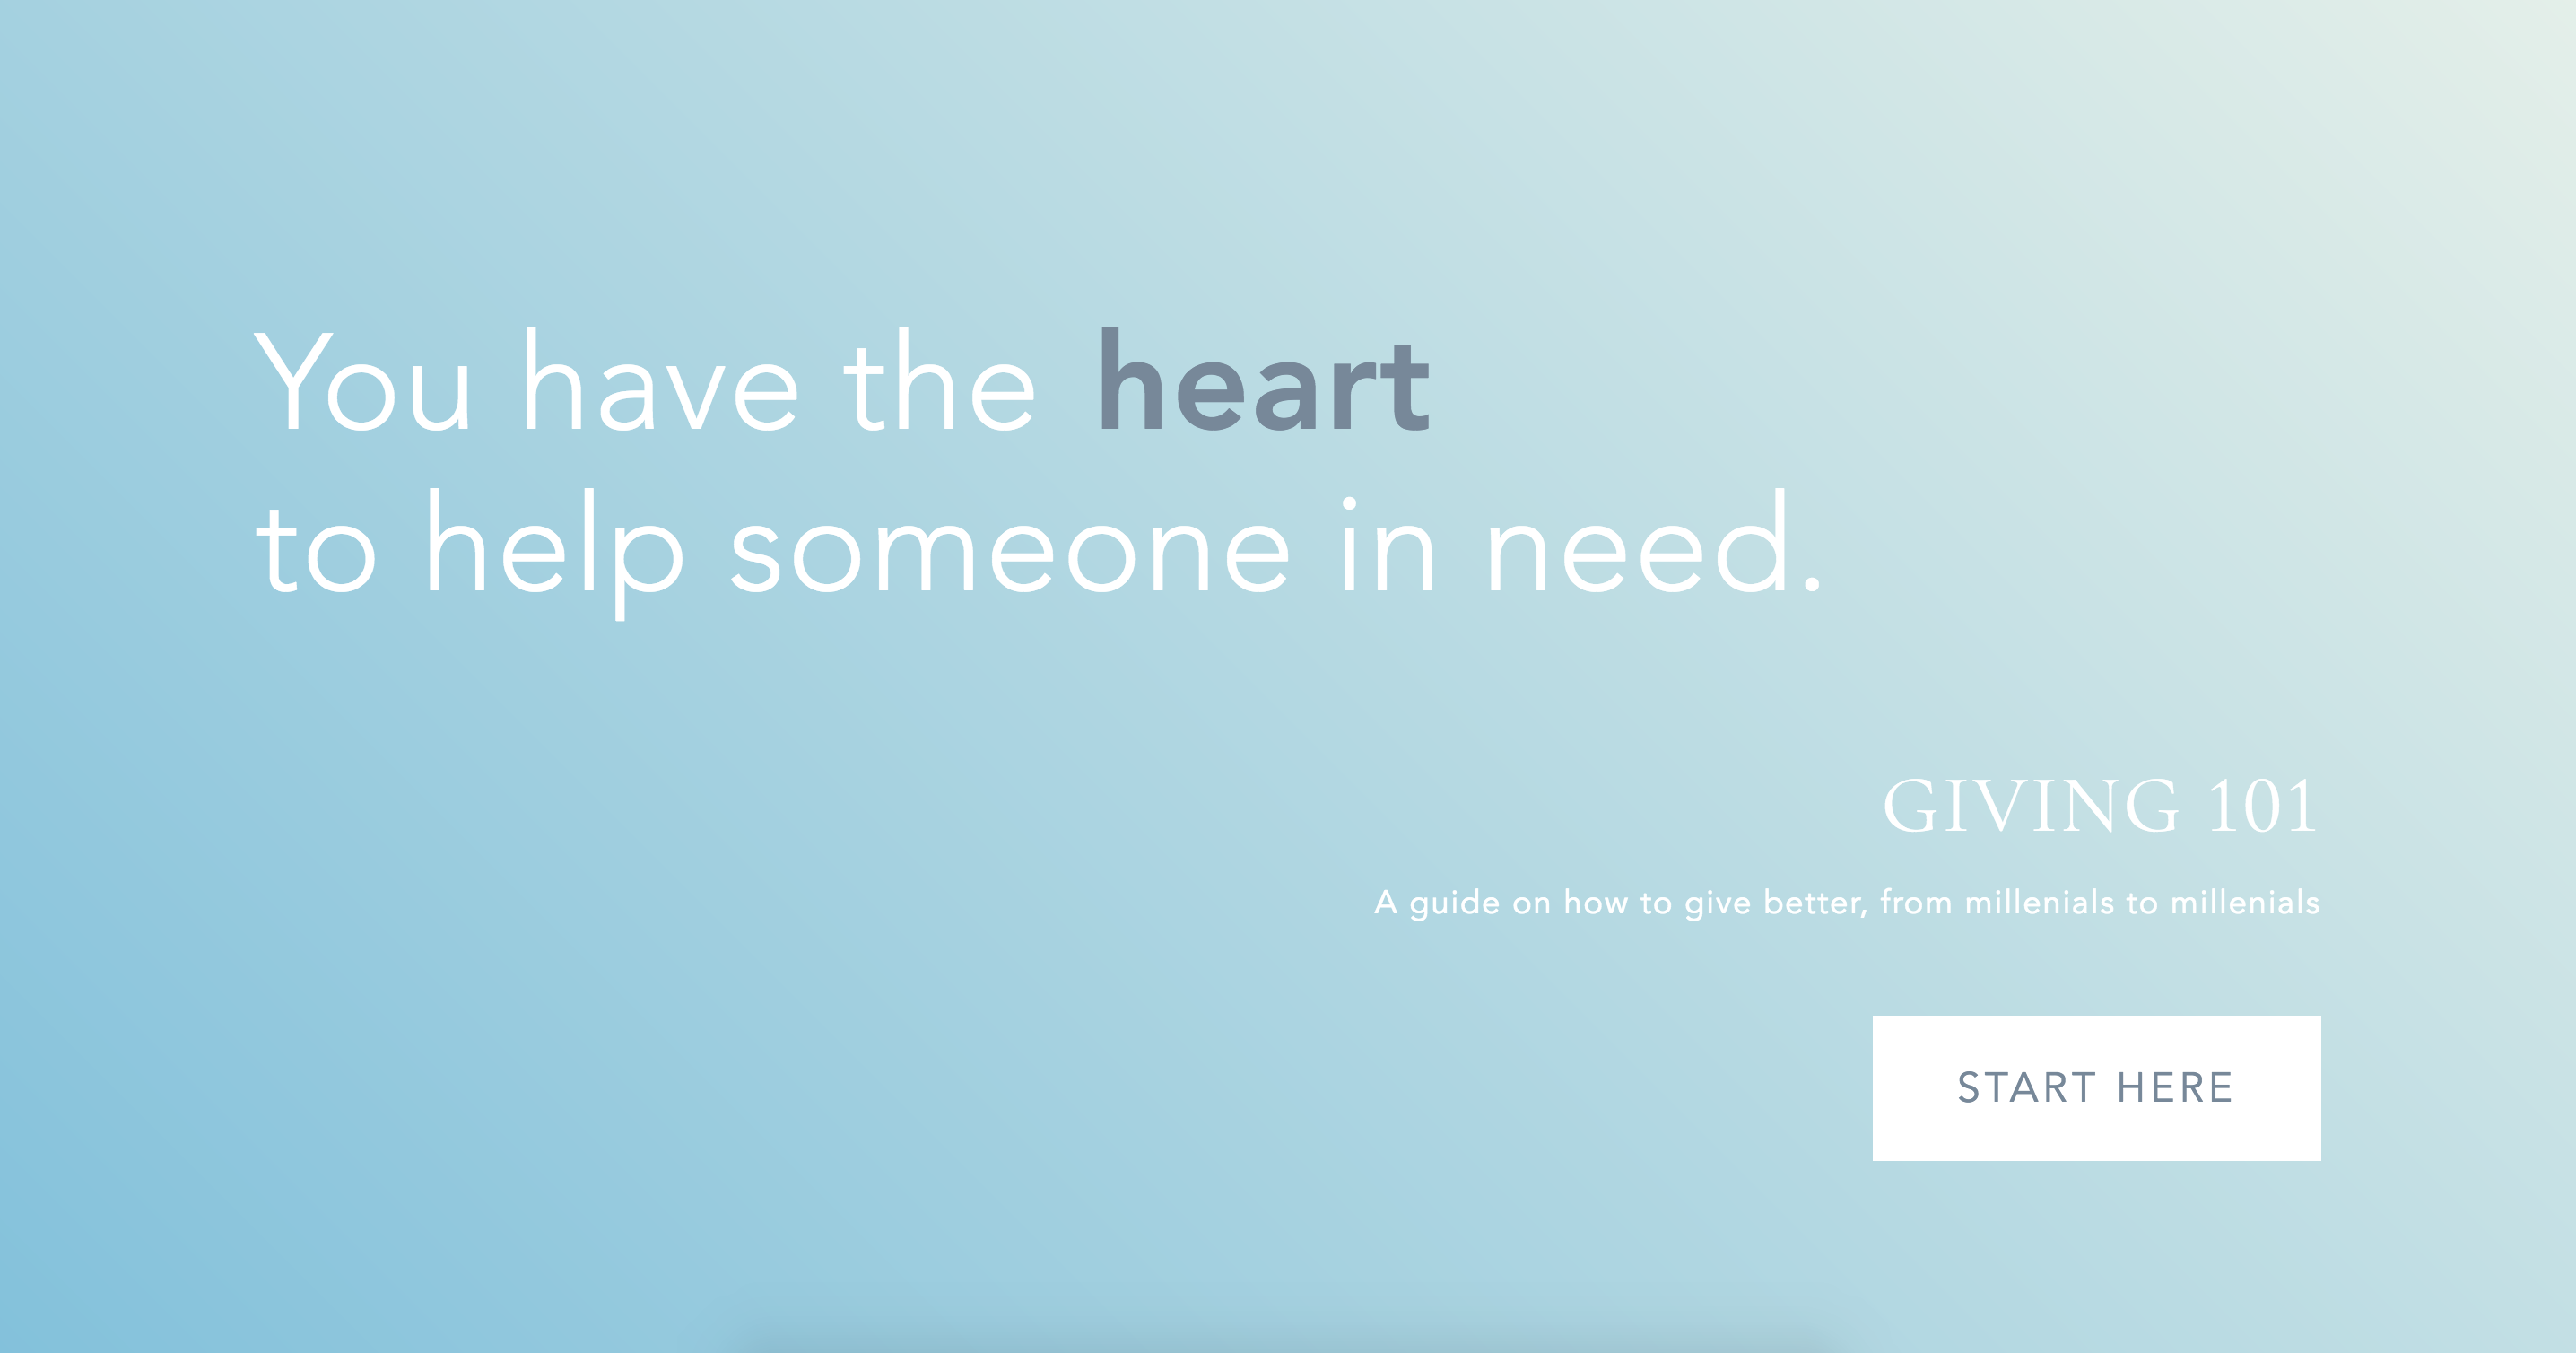 You have the heart
to help someone in need.
GIVING 101
A guide on how to give better, from millenials to millenials
START HERE